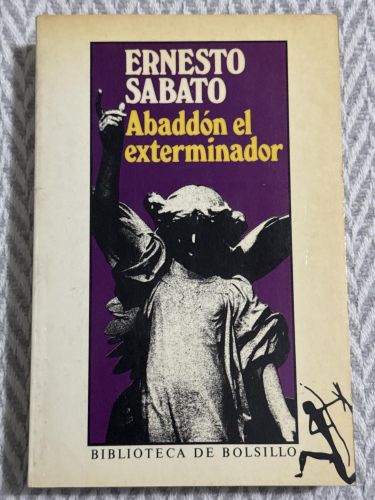 ERNESTO
SABATO
Abaddón el
exterminador
BIBLIOTECA DE BOLSILLO